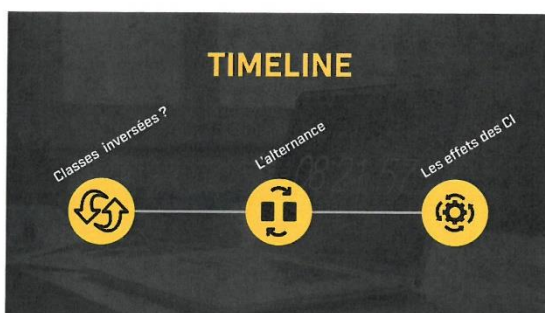 TIMELINE
Classes inversées ?
L'alternance
Les effets des CI